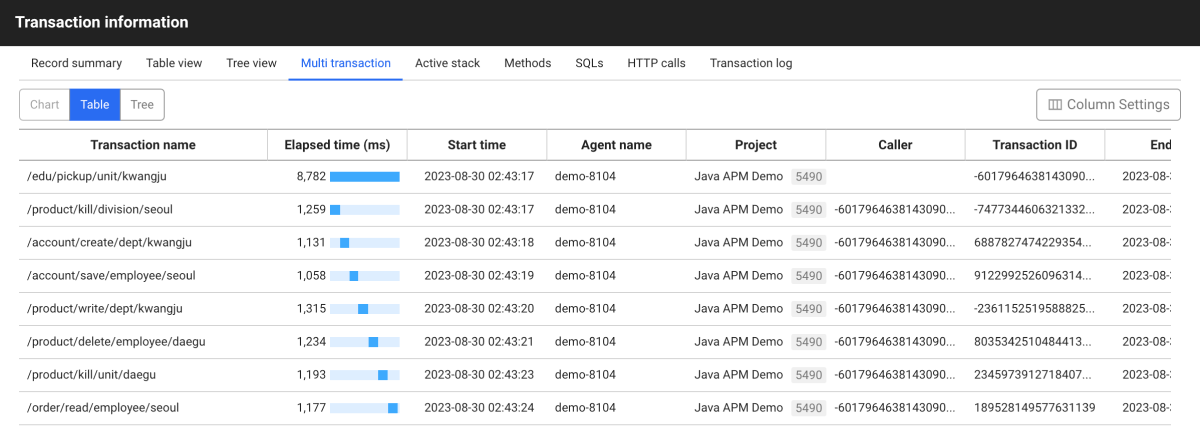 Transaction information
Record summary Table view Tree view Multi transaction Active stack Methods SQLs HTTP calls Transaction log
Chart Table Tree Column Settings
Transaction name Elapsed time (ms) Start time Agent name Project Caller Transaction ID End
/edu/pickup/unit/kwangju 8,782 2023-08-30 02:43:17 demo-8104 Java APM Demo 5490 -6017964638143090... 2023-08-
/product/kill/division/seoul 1,259 2023-08-30 02:43:17 demo-8104 Java APM Demo 5490 -6017964638143090... -7477344606321332... 2023-08-
/account/create/dept/kwangju 1,131 2023-08-30 02:43:18 demo-8104 Java APM Demo 5490 -6017964638143090... 6887827474229354... 2023-08-
/account/save/employee/seoul 1,058 2023-08-30 02:43:19 demo-8104 Java APM Demo 5490 -6017964638143090... 9122992526096314... 2023-08-
/product/write/dept/kwangju 1,315 2023-08-30 02:43:20 demo-8104 Java APM Demo 5490 -6017964638143090... -2361152519588825... 2023-08-
/product/delete/employee/daegu 1,234 2023-08-30 02:43:21 demo-8104 Java APM Demo 5490 -6017964638143090... 8035342510484413... 2023-08-
/product/kill/unit/daegu 1,193 2023-08-30 02:43:23 demo-8104 Java APM Demo 5490 -6017964638143090... 2345973912718407... 2023-08-
/order/read/employee/seoul 1,177 2023-08-30 02:43:24 demo-8104 Java APM Demo 5490 -6017964638143090... 189528149577631139 2023-08-